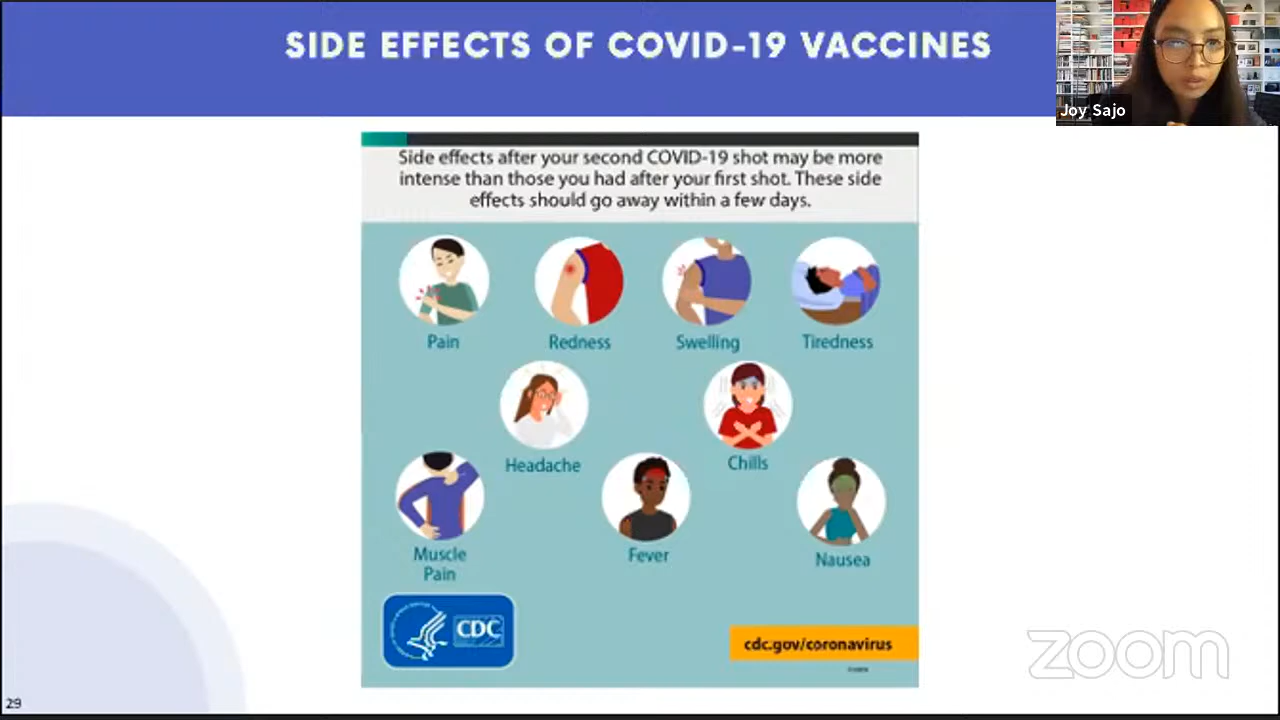 SIDE EFFECTS OF COVID-19 VACCINES
Joy Sajo
Side effects after your second COVID-19 shot may be more
intense than those you had after your first shot. These side
effects should go away within a few days.
Pain
Redness
Swelling
Tiredness
Headache
Chills
Muscle
Pain
Fever
Nausea
CDC
cdc.gov/coronavirus
zoom
29